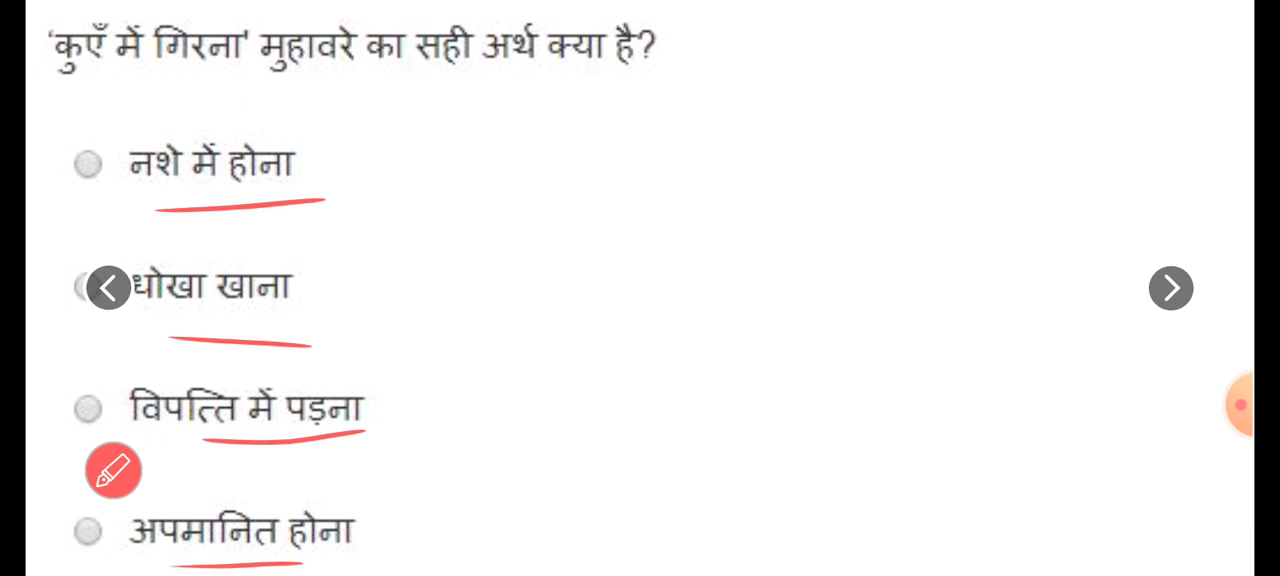 'कुएँ में गिरना' मुहावरे का सही अर्थ क्या है?
नशे में होना
धोखा खाना
विपत्ति में पड़ना
अपमानित होना